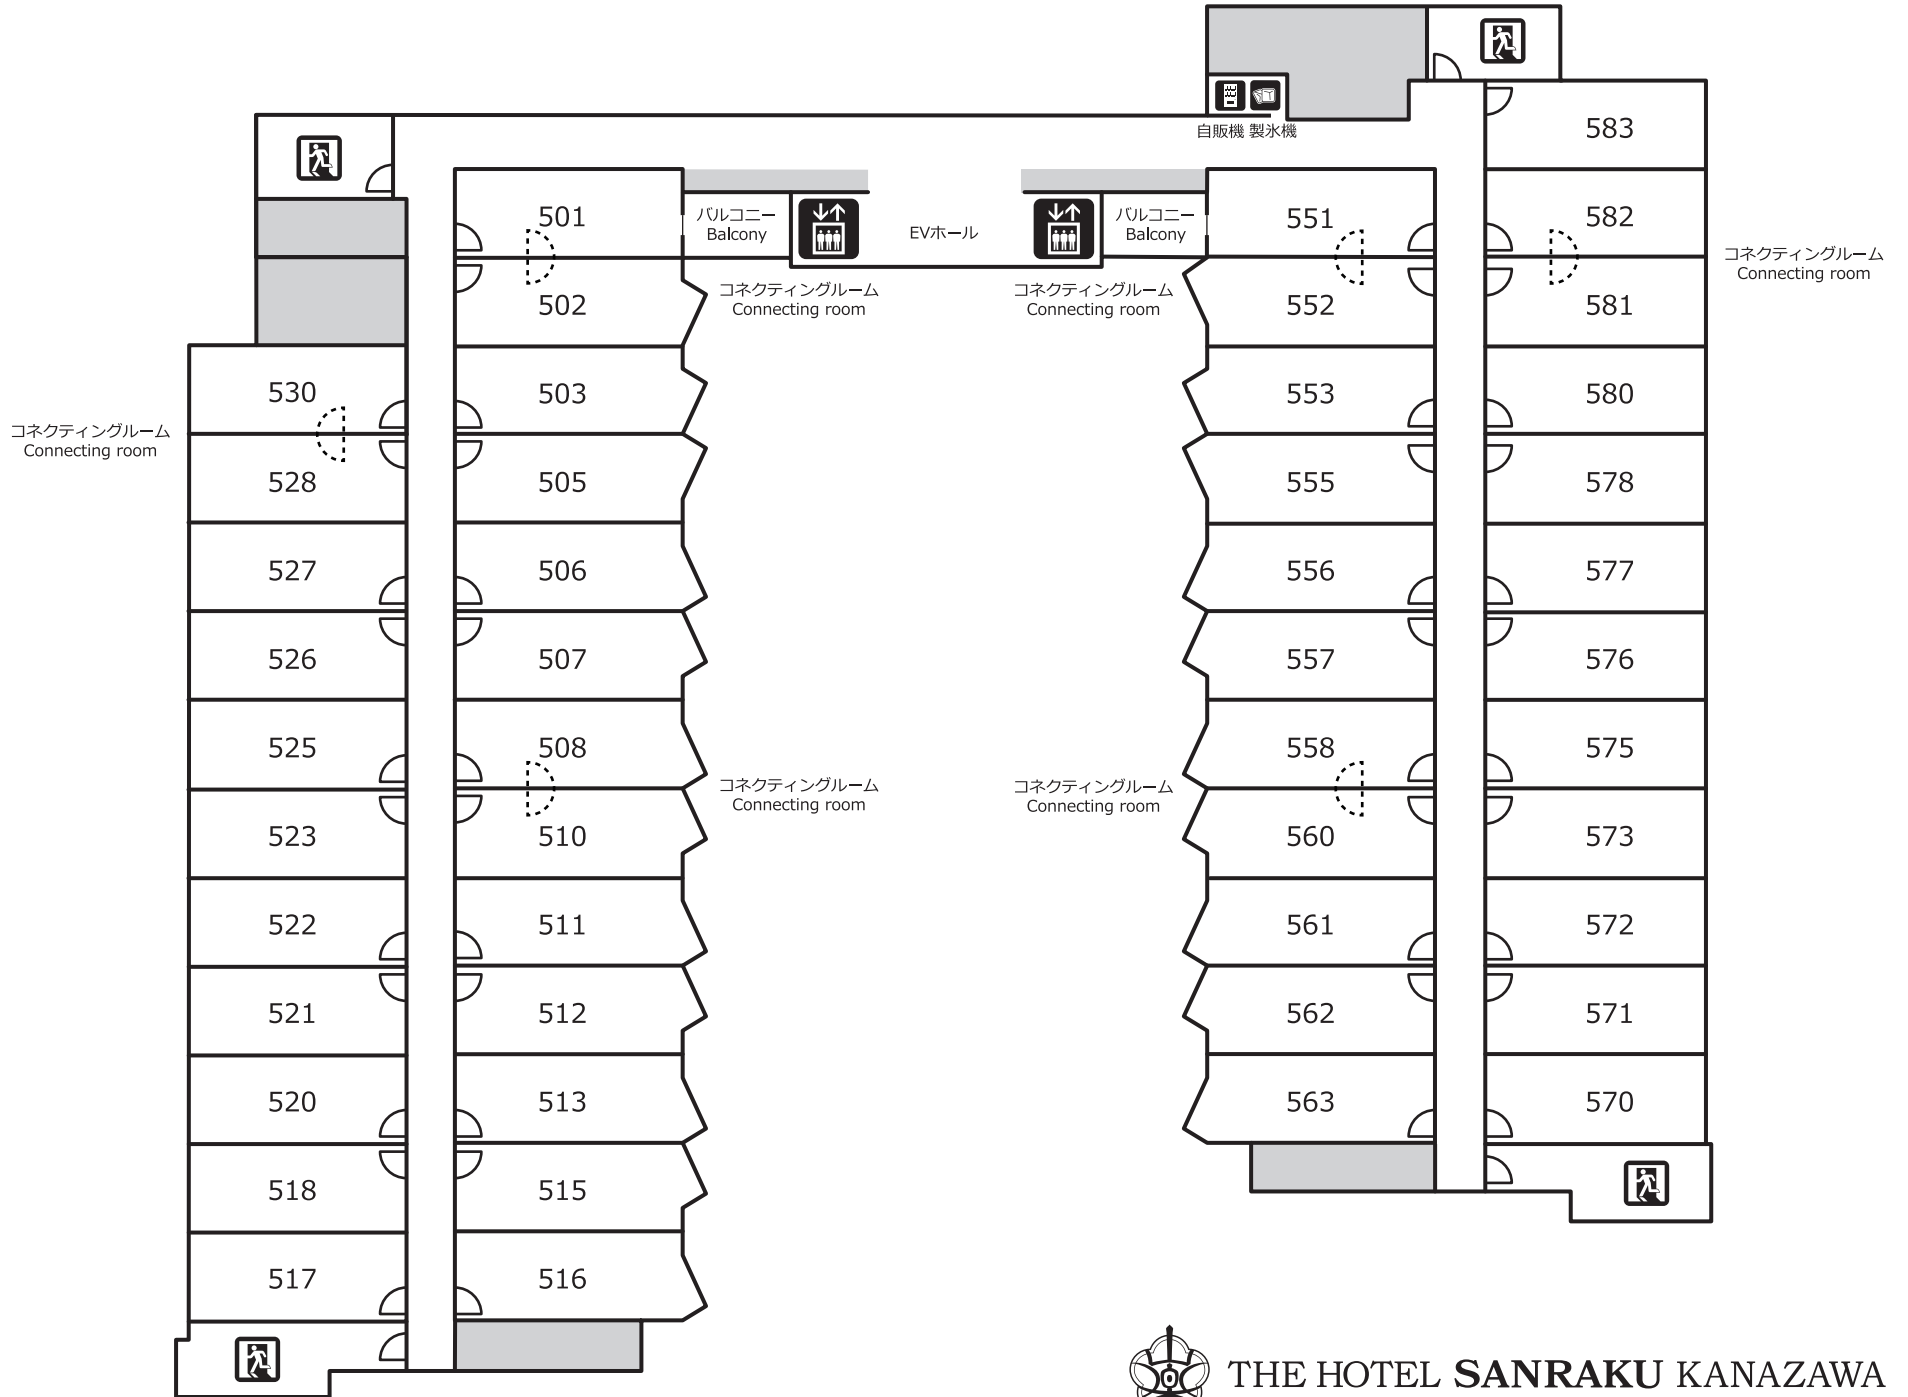 自販機 製氷機
583
501
バルコニー
Balcony
EVホール
バルコニー
Balcony
551
582
コネクティングルーム
Connecting room
502
コネクティングルーム
Connecting room
コネクティングルーム
Connecting room
552
581
530
503
553
580
コネクティングルーム
Connecting room
528
505
555
578
527
506
556
577
526
507
557
576
525
508
558
575
コネクティングルーム
Connecting room
コネクティングルーム
Connecting room
523
510
560
573
522
511
561
572
521
512
562
571
520
513
563
570
518
515
517
516
THE HOTEL SANRAKU KANAZAWA